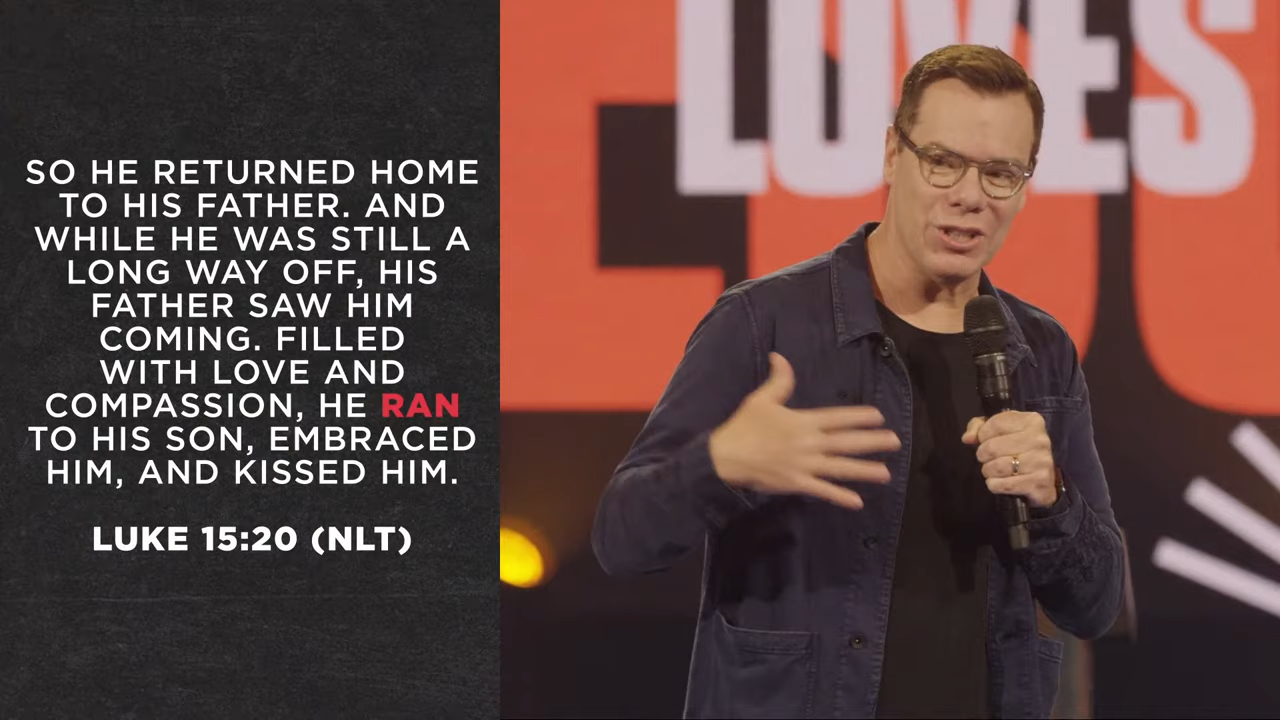 SO HE RETURNED HOME
TO HIS FATHER. AND
WHILE HE WAS STILL A
LONG WAY OFF, HIS
FATHER SAW HIM
COMING. FILLED
WITH LOVE AND
COMPASSION, HE RAN
TO HIS SON, EMBRACED
HIM, AND KISSED HIM.
LUKE 15:20 (NLT)
LOVES